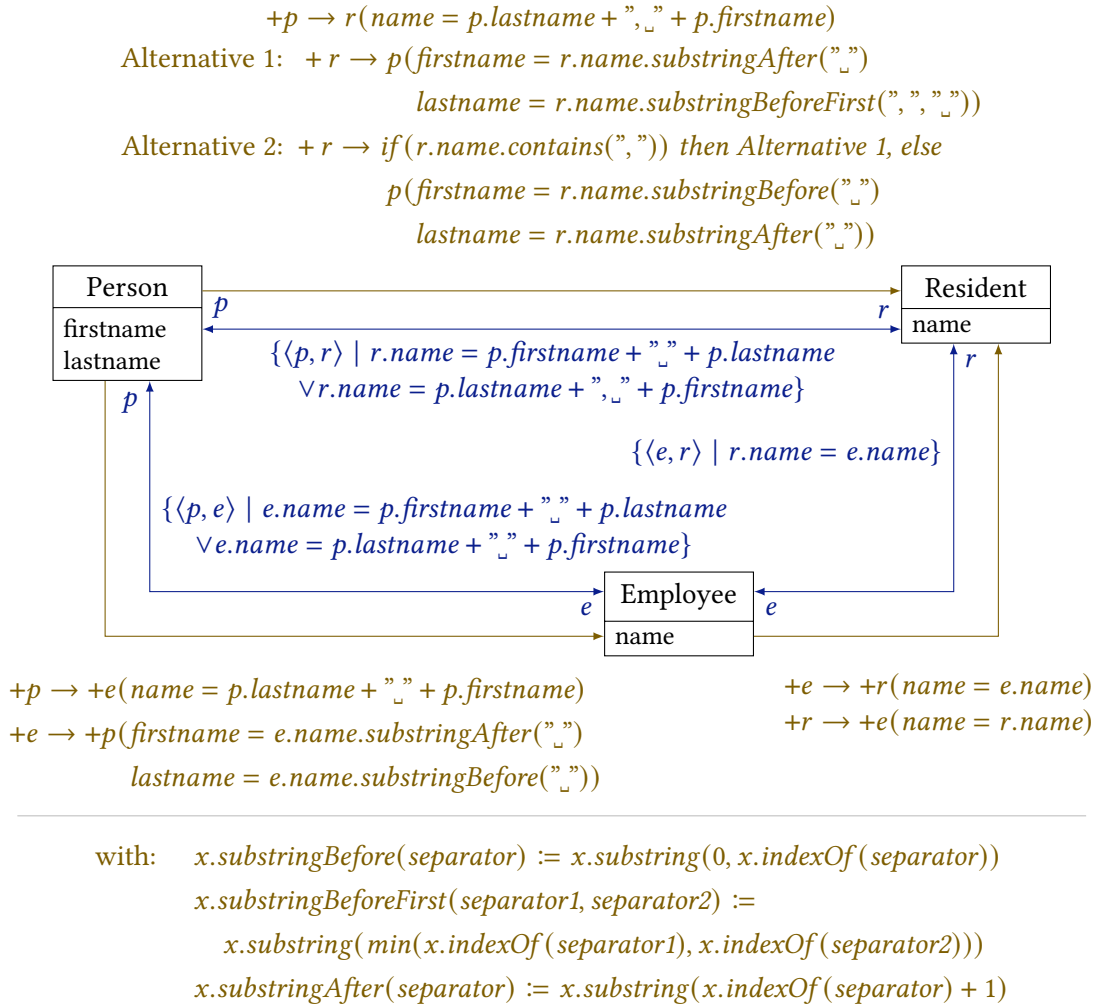 +p → r(name = p.lastname + ”,␣” + p.firstname)
Alternative 1: + r → p(firstname = r.name.substringAfter(”␣”)
lastname = r.name.substringBeforeFirst(”, ”, ”␣”))
Alternative 2: + r → if(r.name.contains(”, ”)) then Alternative 1, else
p(firstname = r.name.substringBefore(”␣”)
lastname = r.name.substringAfter(”␣”))
Person
Resident
p
r
firstname
name
lastname
{⟨p, r⟩ | r.name = p.firstname + ”␣” + p.lastname
∨r.name = p.lastname + ”,␣” + p.firstname}
p
r
{⟨e, r⟩ | r.name = e.name}
{⟨p, e⟩ | e.name = p.firstname + ”␣” + p.lastname
∨e.name = p.lastname + ”␣” + p.firstname}
e
Employee
e
name
+p → +e(name = p.lastname + ”␣” + p.firstname)
+e → +p(firstname = e.name.substringAfter(”␣”)
lastname = e.name.substringBefore(”␣”))
+e → +r(name = e.name)
+r → +e(name = r.name)
with: x.substringBefore(separator) ≔ x.substring(0, x.indexOf(separator))
x.substringBeforeFirst(separator1, separator2) ≔
x.substring(min(x.indexOf(separator1), x.indexOf(separator2)))
x.substringAfter(separator) ≔ x.substring(x.indexOf(separator) + 1)